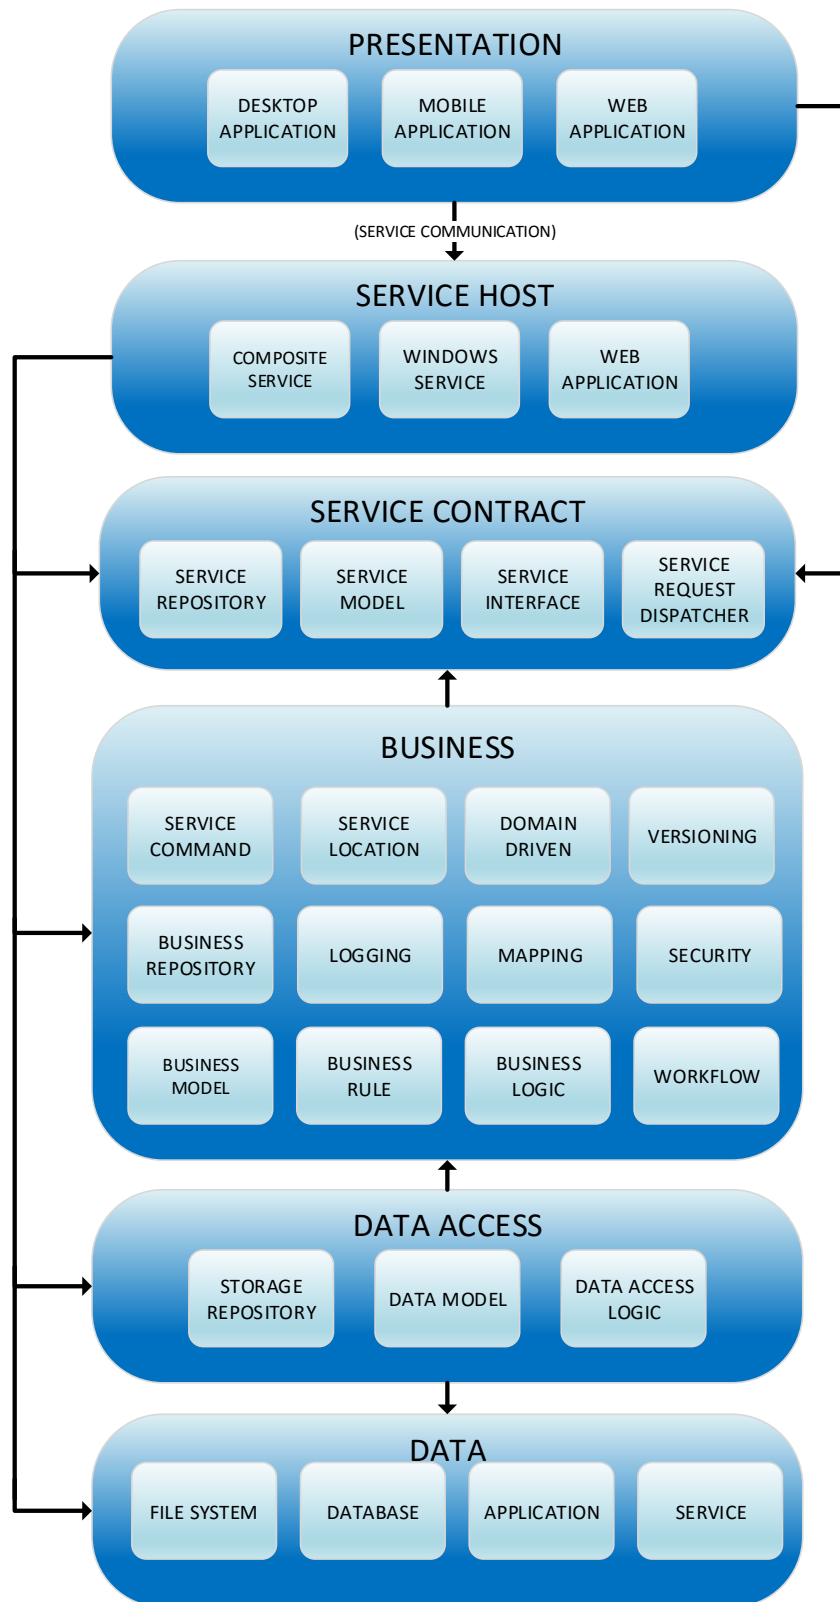 PRESENTATION
DESKTOP
APPLICATION
MOBILE
APPLICATION
WEB
APPLICATION
(SERVICE COMMUNICATION)
SERVICE HOST
COMPOSITE
SERVICE
WINDOWS
SERVICE
WEB
APPLICATION
SERVICE CONTRACT
SERVICE
REPOSITORY
SERVICE
MODEL
SERVICE
INTERFACE
SERVICE
REQUEST
DISPATCHER
BUSINESS
SERVICE
COMMAND
SERVICE
LOCATION
DOMAIN
DRIVEN
VERSIONING
BUSINESS
REPOSITORY
LOGGING
MAPPING
SECURITY
BUSINESS
MODEL
BUSINESS
RULE
BUSINESS
LOGIC
WORKFLOW
DATA ACCESS
STORAGE
REPOSITORY
DATA MODEL
DATA ACCESS
LOGIC
DATA
FILE SYSTEM
DATABASE
APPLICATION
SERVICE